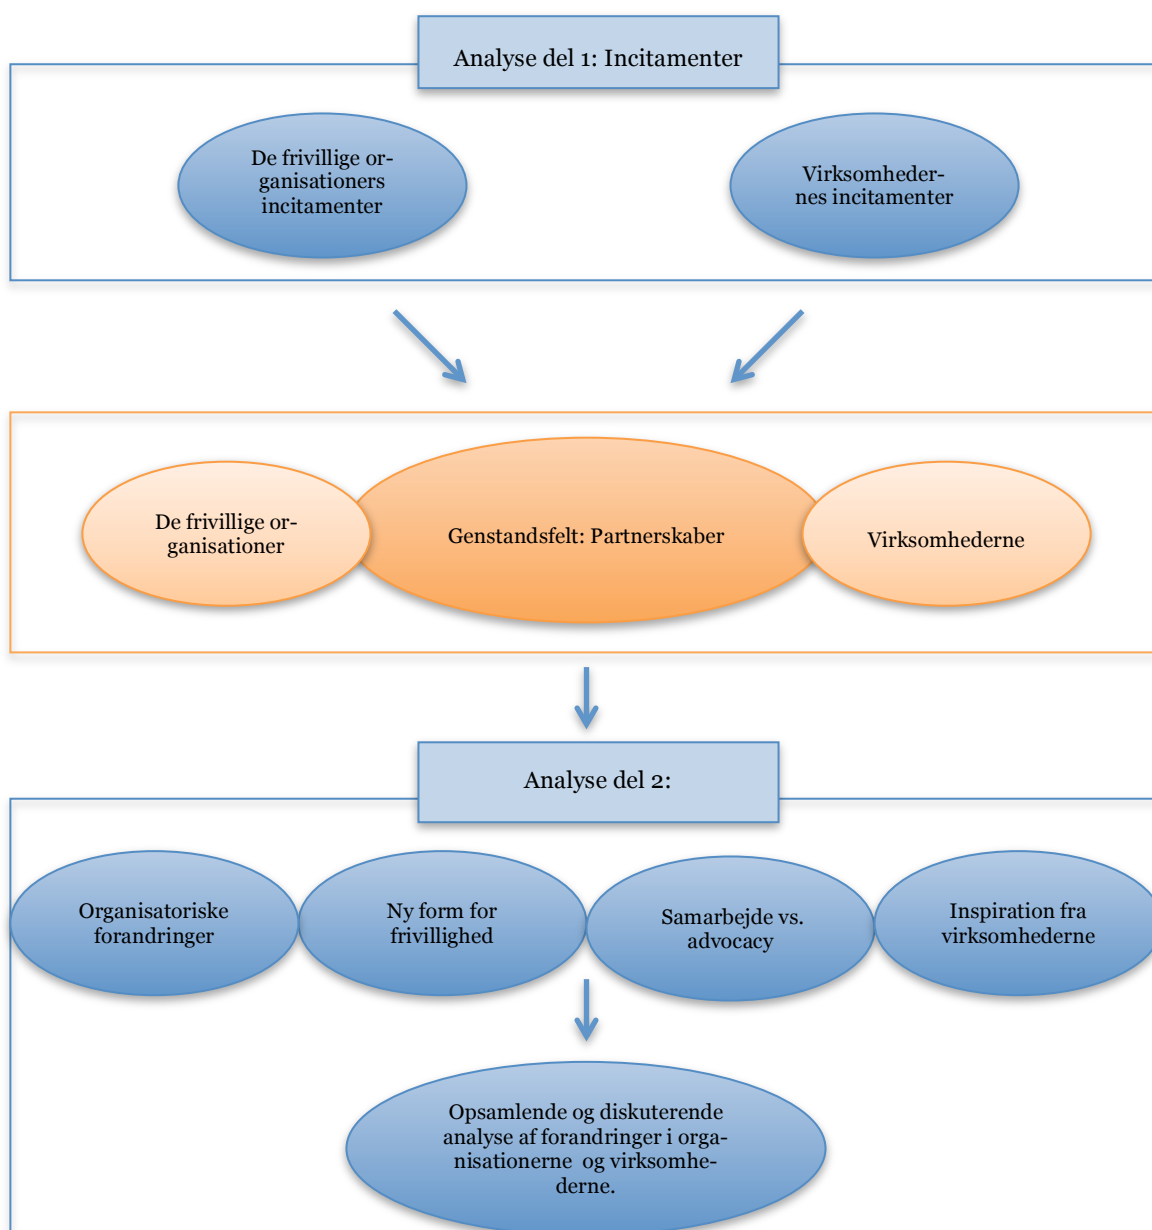 Analyse del 1: Incitamenter
De frivillige or-
ganisationers
incitamenter
Virksomheder-
nes incitamenter
De frivillige or-
ganisationer
Genstandsfelt: Partnerskaber
Virksomhederne
Analyse del 2:
Organisatoriske
forandringer
Ny form for
frivillighed
Samarbejde vs.
advocacy
Inspiration fra
virksomhederne
Opsamlende og diskuterende
analyse af forandringer i orga-
nisationerne  og virksomhe-
derne.